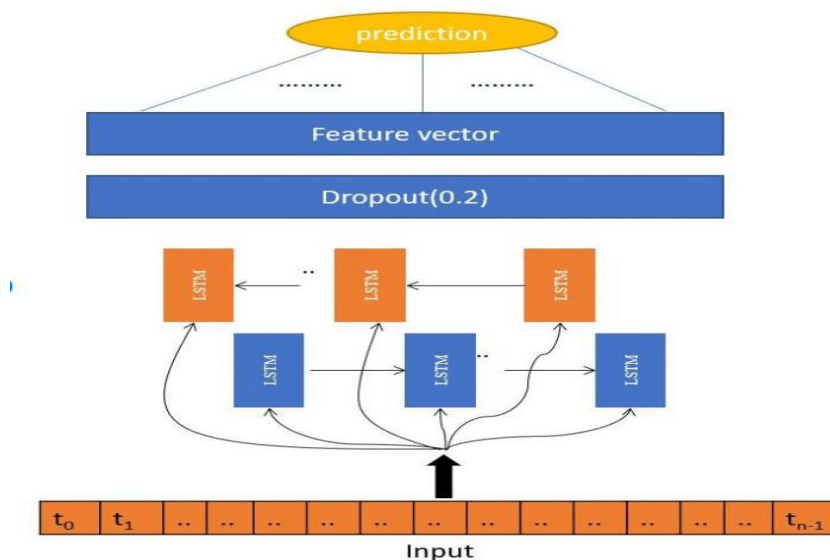 prediction
......... .........
Feature vector
Dropout(0.2)
LSTM .. LSTM LSTM
LSTM LSTM .. LSTM
t0 t1 .. .. .. .. .. .. .. .. .. .. .. tn-1
Input